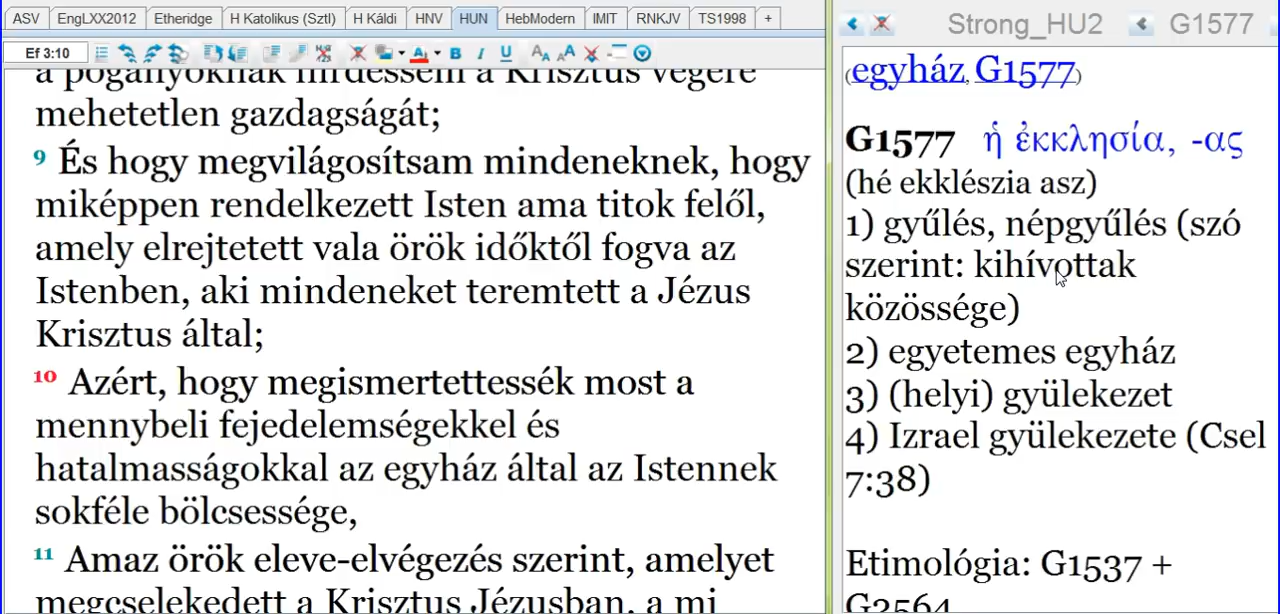 ASV EngLXX2012 Etheridge H Katolikus (Sztl) H Káldi HNV HUN HebModern IMIT RNKJV TS1998 +
Ef 3:10
mehetetlen gazdagságát;
9 És hogy megvilágosítsam mindeneknek, hogy
miképpen rendelkezett Isten ama titok felől,
amely elrejtetett vala örök időktől fogva az
Istenben, aki mindeneket teremtett a Jézus
Krisztus által;
10 Azért, hogy megismertettessék most a
mennybeli fejedelemségekkel és
hatalmasságokkal az egyház által az Istennek
sokféle bölcsessége,
11 Amaz örök eleve-elvégezés szerint, amelyet
megcselekedett a Krisztus Jézusban, a mi
Strong_HU2 G1577
(egyház, G1577)
G1577 ἡ ἐκκλησία, -ας
(hé ekklészia asz)
1) gyűlés, népgyűlés (szó
szerint: kihívottak
közössége)
2) egyetemes egyház
3) (helyi) gyülekezet
4) Izrael gyülekezete (Csel
7:38)
Etimológia: G1537 +
G2564